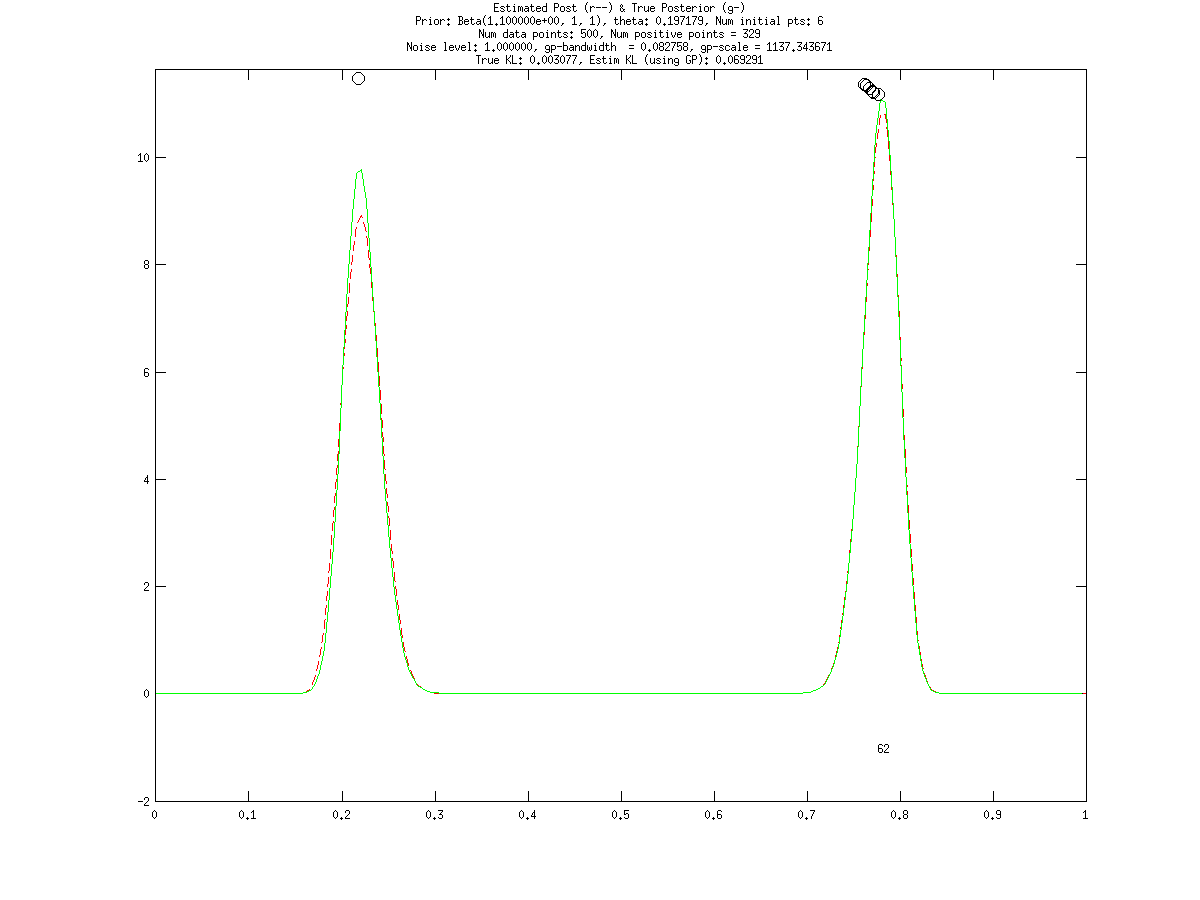 Estimated Post (r--) & True Posterior (g-)
Prior: Beta(1.100000e+00, 1, 1), theta: 0.197179, Num initial pts: 6
Num data points: 500, Num positive points = 329
Noise level: 1.000000, gp-bandwidth  = 0.082758, gp-scale = 1137.343671
True KL: 0.003077, Estim KL (using GP): 0.069291
10
8
6
4
2
0
62
-2
0 0.1 0.2 0.3 0.4 0.5 0.6 0.7 0.8 0.9 1